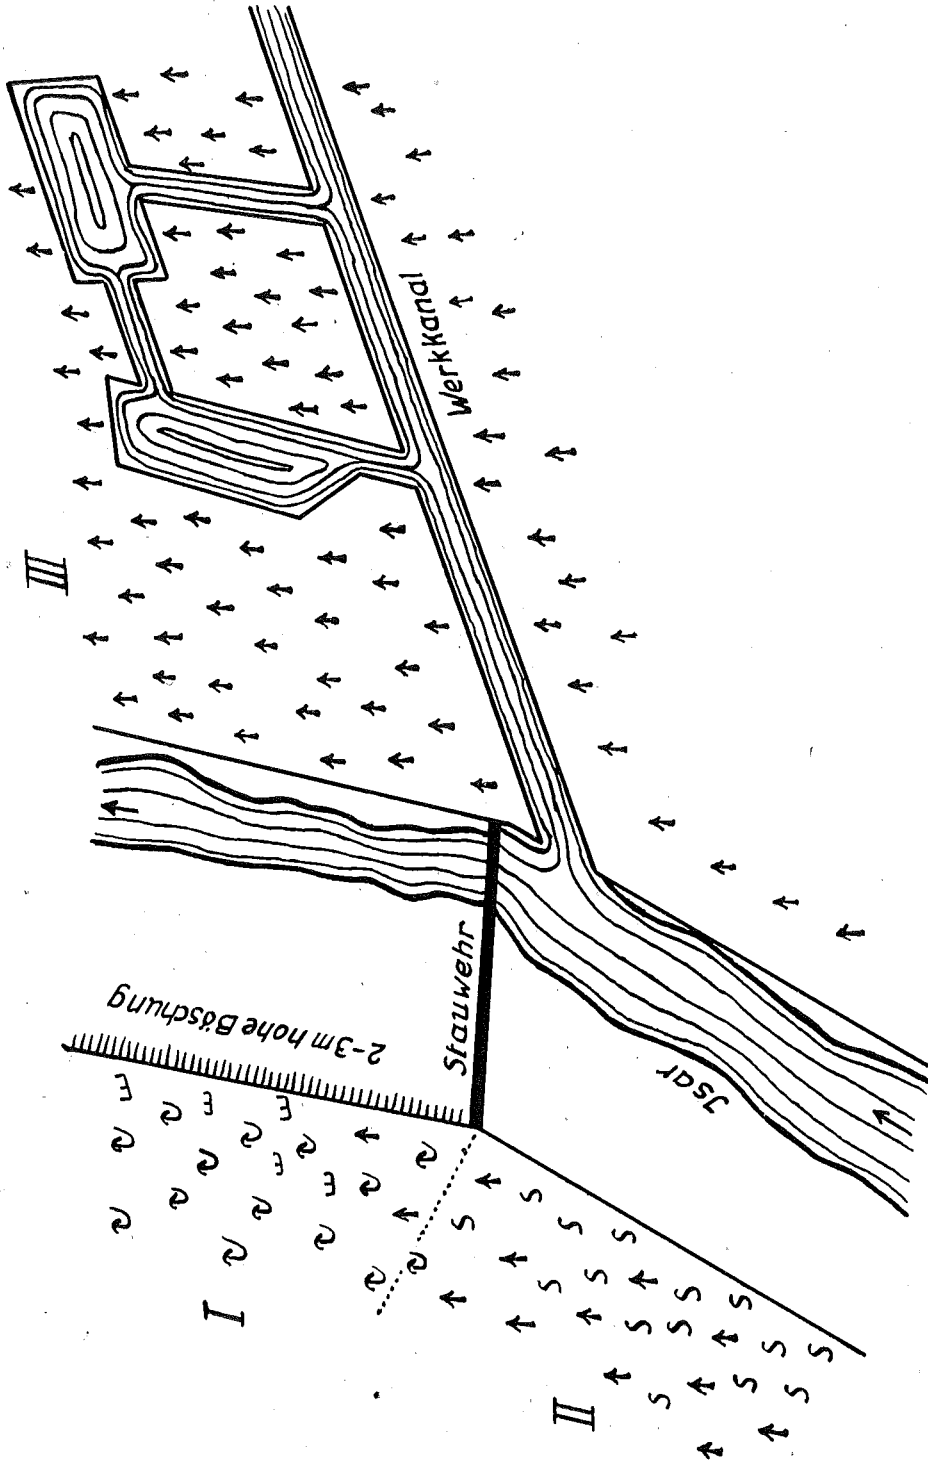 III
Werkkanal
2-3m hohe Böschung
Stauwehr
Isar
I
II